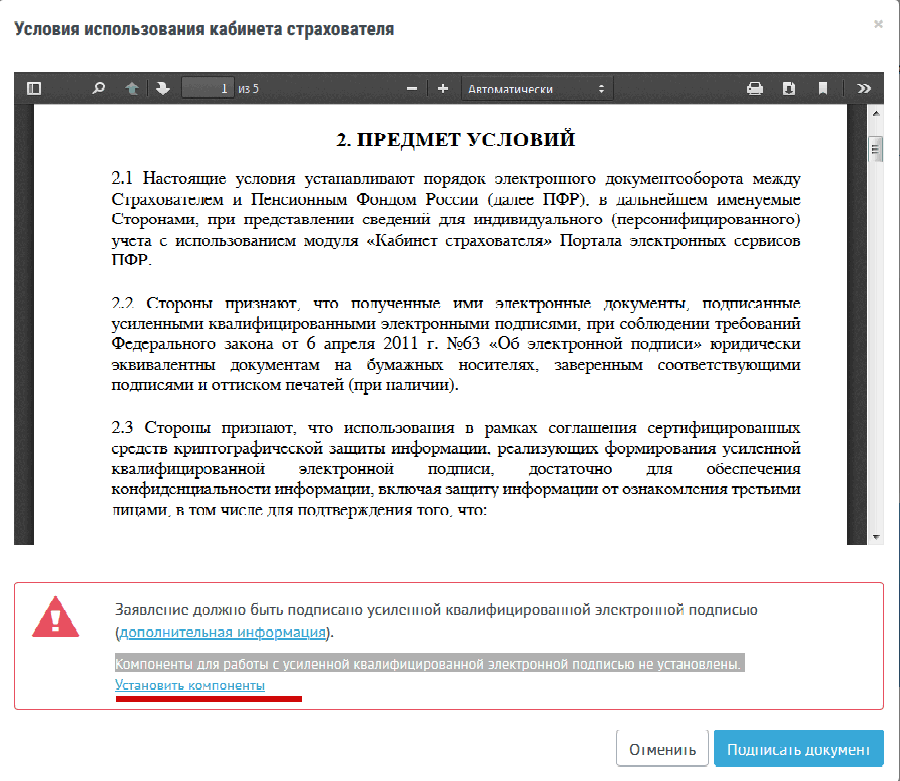 Условия использования кабинета страхователя
×
1 из 5
Автоматически
2. ПРЕДМЕТ УСЛОВИЙ
2.1 Настоящие условия устанавливают порядок электронного документооборота между
Страхователем и Пенсионным Фондом России (далее ПФР), в дальнейшем именуемые
Сторонами, при представлении сведений для индивидуального (персонифицированного)
учета с использованием модуля «Кабинет страхователя» Портала электронных сервисов
ПФР.
2.2 Стороны признают, что полученные ими электронные документы, подписанные
усиленными квалифицированными электронными подписями, при соблюдении требований
Федерального закона от 6 апреля 2011 г. №63 «Об электронной подписи» юридически
эквивалентны документам на бумажных носителях, заверенным соответствующими
подписями и оттиском печатей (при наличии).
2.3 Стороны признают, что использования в рамках соглашения сертифицированных
средств криптографической защиты информации, реализующих формирования усиленной
квалифицированной электронной подписи, достаточно для обеспечения
конфиденциальности информации, включая защиту информации от ознакомления третьими
лицами, в том числе для подтверждения того, что:
Заявление должно быть подписано усиленной квалифицированной электронной подписью
(дополнительная информация).
Компоненты для работы с усиленной квалифицированной электронной подписью не установлены.
Установить компоненты
Отменить
Подписать документ